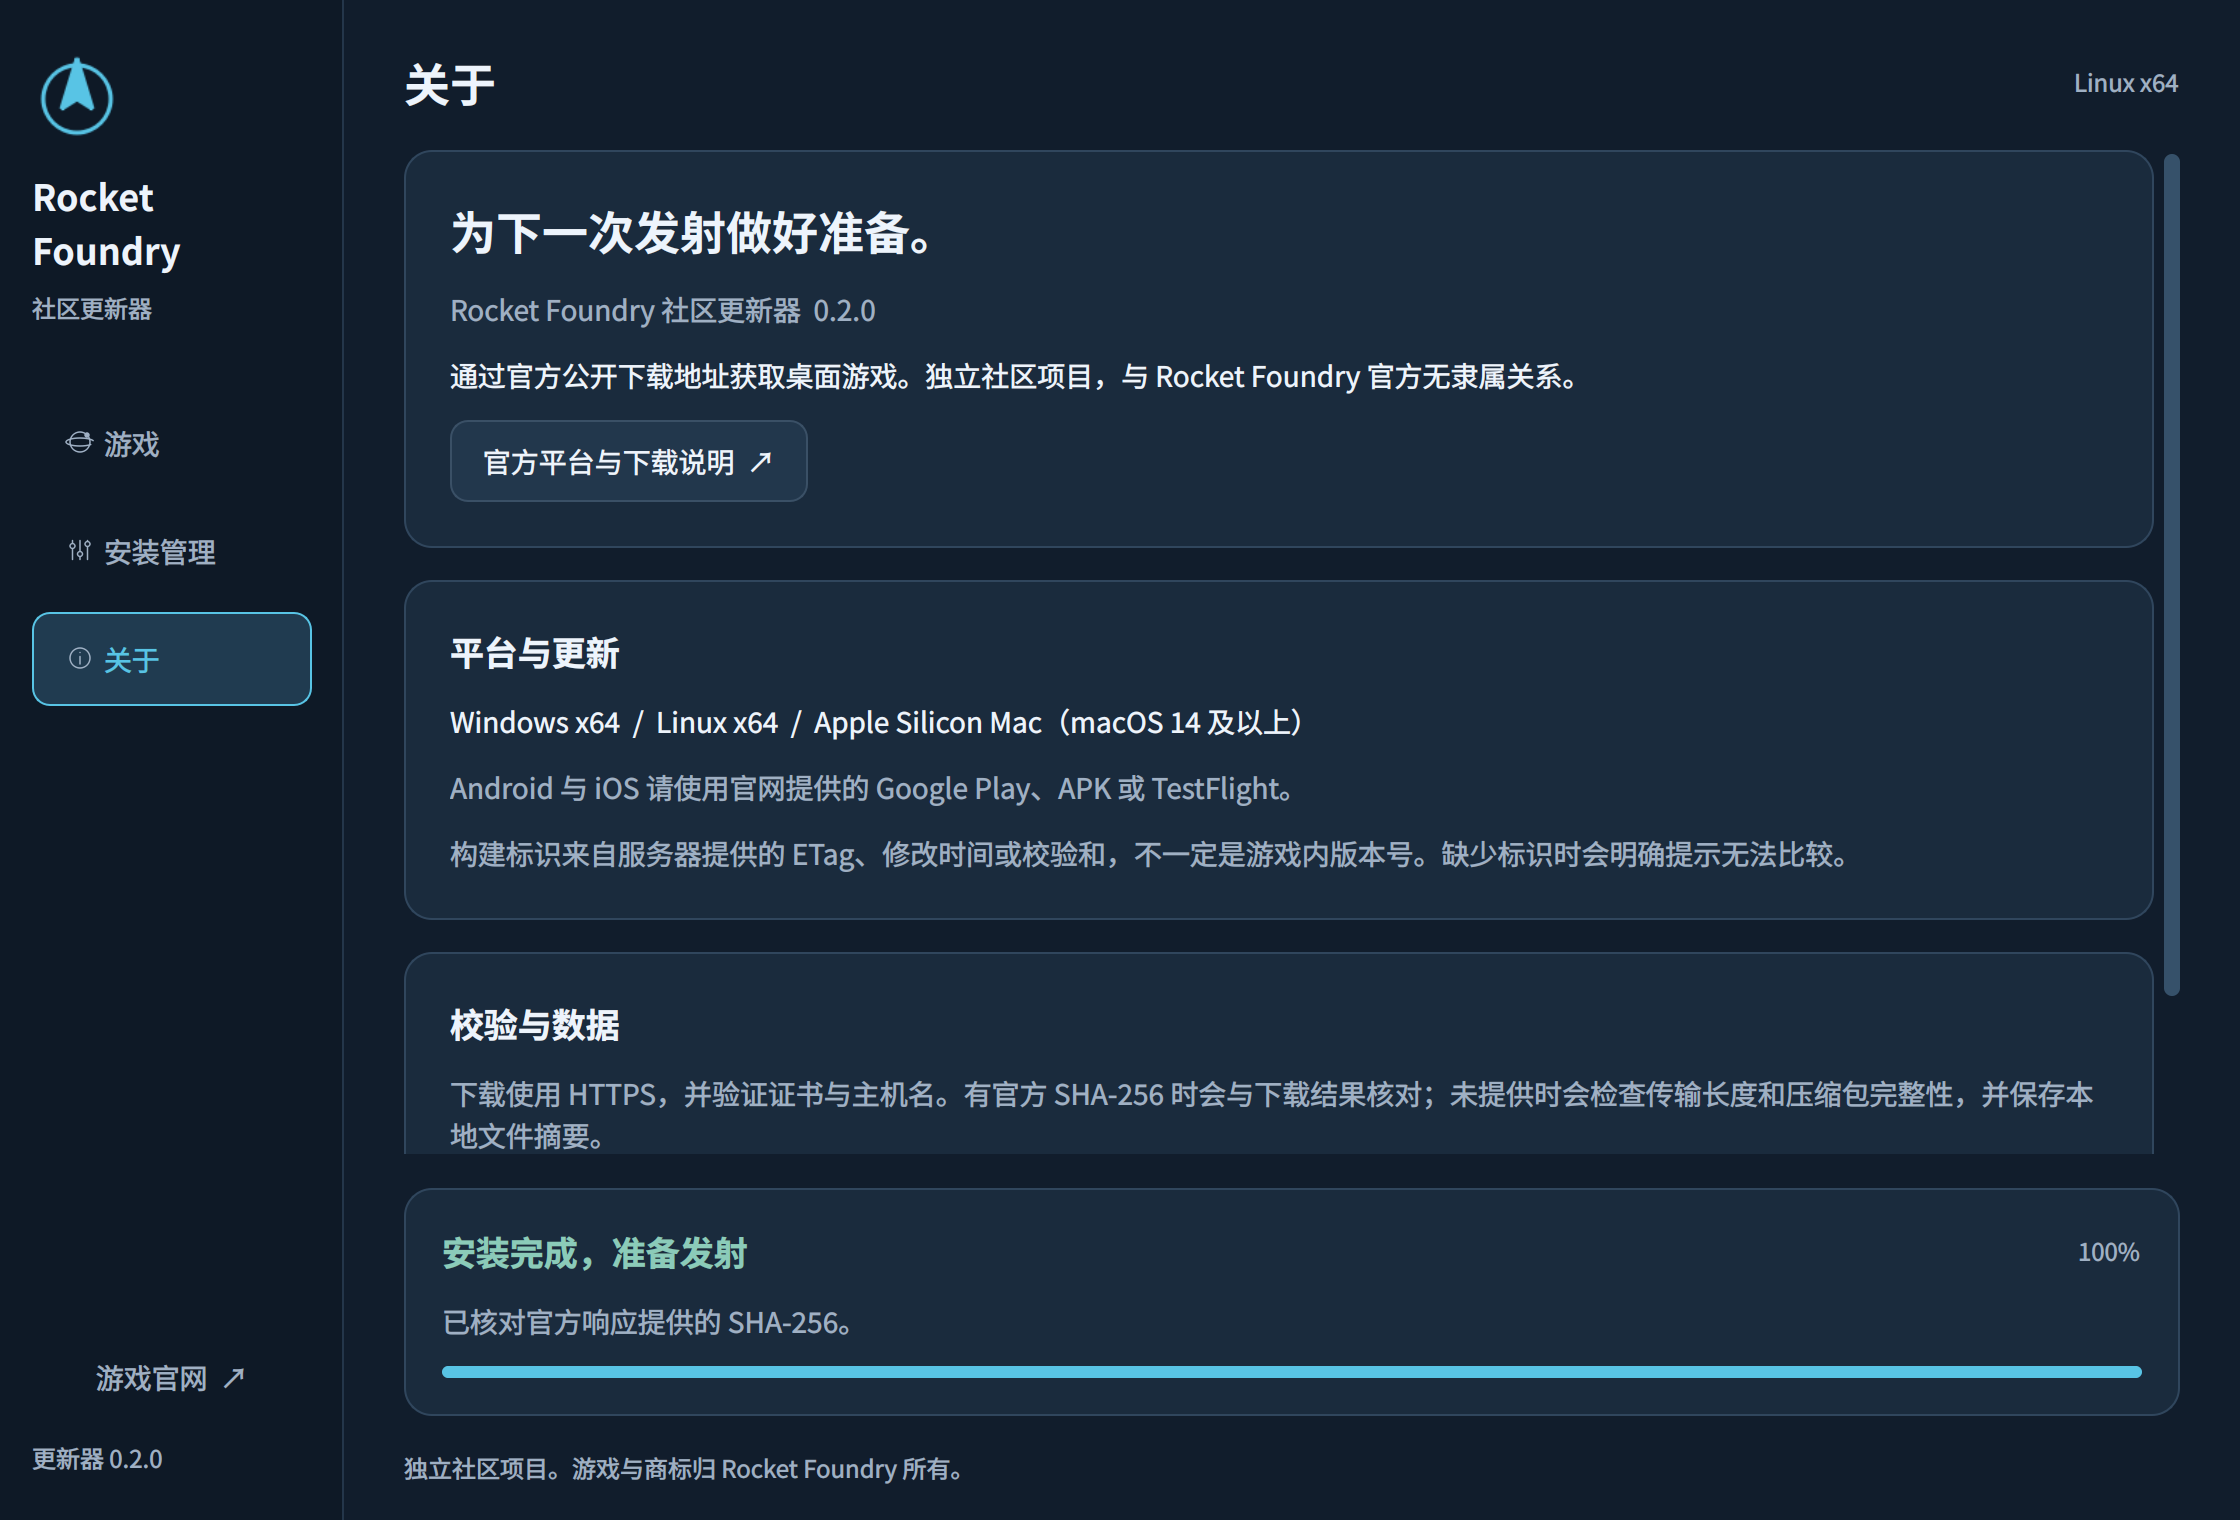 Rocket
Foundry
社区更新器
游戏
安装管理
关于
游戏官网 ↗
更新器 0.2.0
关于
Linux x64
为下一次发射做好准备。
Rocket Foundry 社区更新器 0.2.0
通过官方公开下载地址获取桌面游戏。独立社区项目，与 Rocket Foundry 官方无隶属关系。
官方平台与下载说明 ↗
平台与更新
Windows x64 / Linux x64 / Apple Silicon Mac（macOS 14 及以上）
Android 与 iOS 请使用官网提供的 Google Play、APK 或 TestFlight。
构建标识来自服务器提供的 ETag、修改时间或校验和，不一定是游戏内版本号。缺少标识时会明确提示无法比较。
校验与数据
下载使用 HTTPS，并验证证书与主机名。有官方 SHA-256 时会与下载结果核对；未提供时会检查传输长度和压缩包完整性，并保存本
地文件摘要。
安装完成，准备发射
100%
已核对官方响应提供的 SHA-256。
独立社区项目。游戏与商标归 Rocket Foundry 所有。